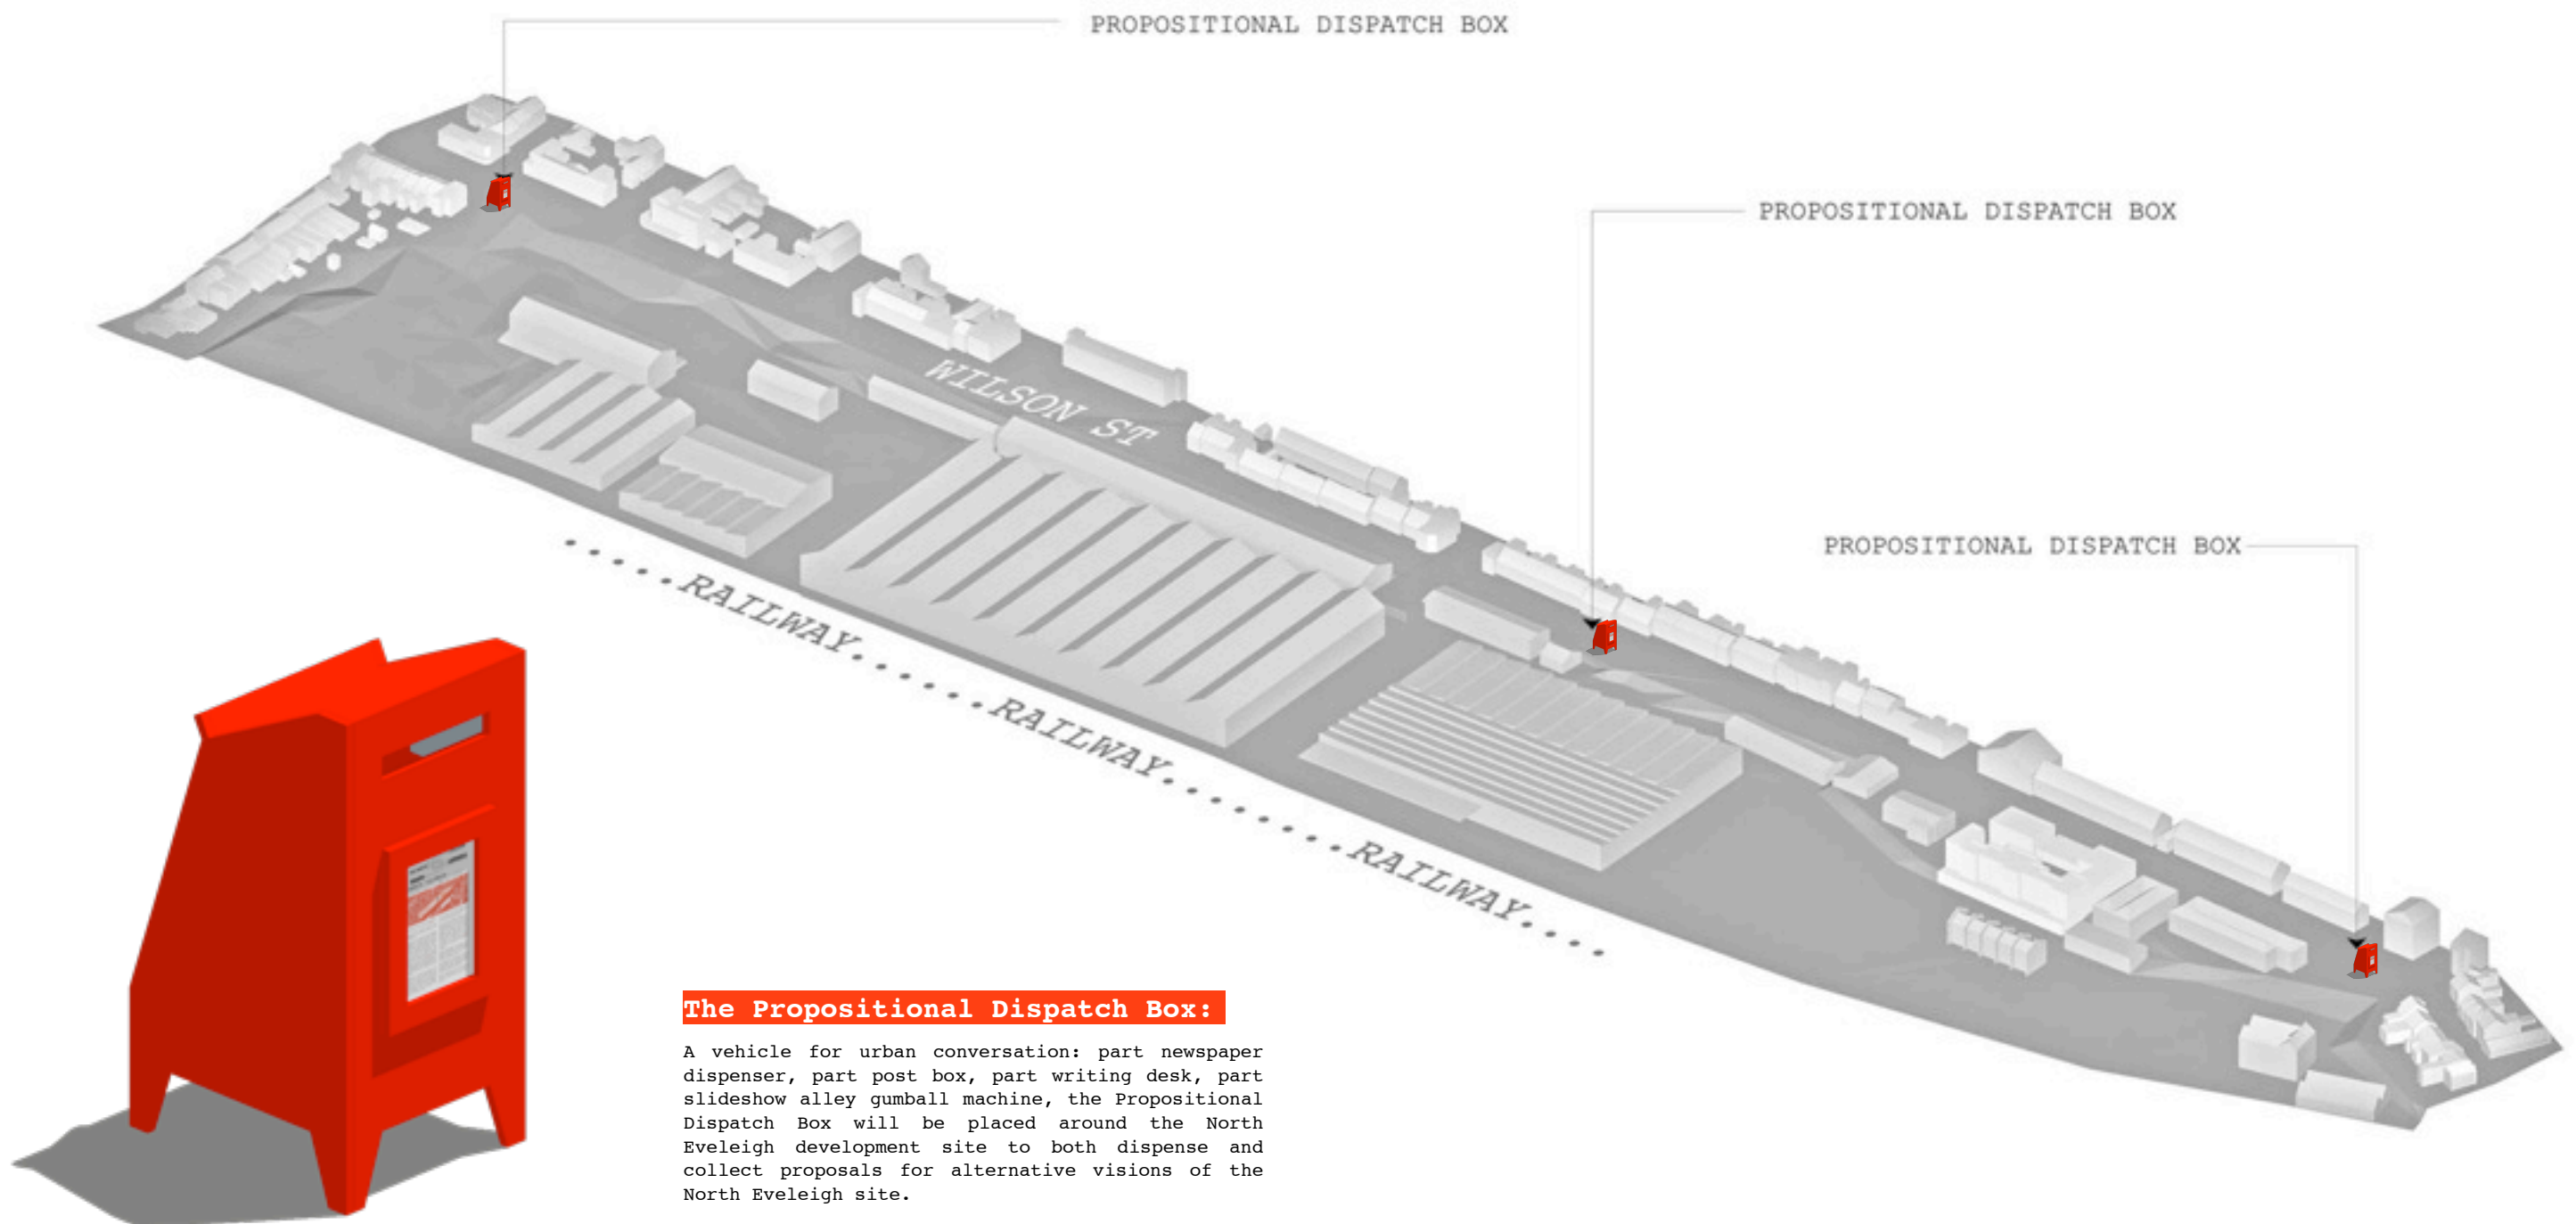 PROPOSITIONAL DISPATCH BOX
PROPOSITIONAL DISPATCH BOX
WILSON ST
PROPOSITIONAL DISPATCH BOX
.....RAILWAY......RAILWAY.........RAILWAY....
The Propositional Dispatch Box:
A vehicle for urban conversation: part newspaper
dispenser, part post box, part writing desk, part
slideshow alley gumball machine, the Propositional
Dispatch Box will be placed around the North
Eveleigh development site to both dispense and
collect proposals for alternative visions of the
North Eveleigh site.